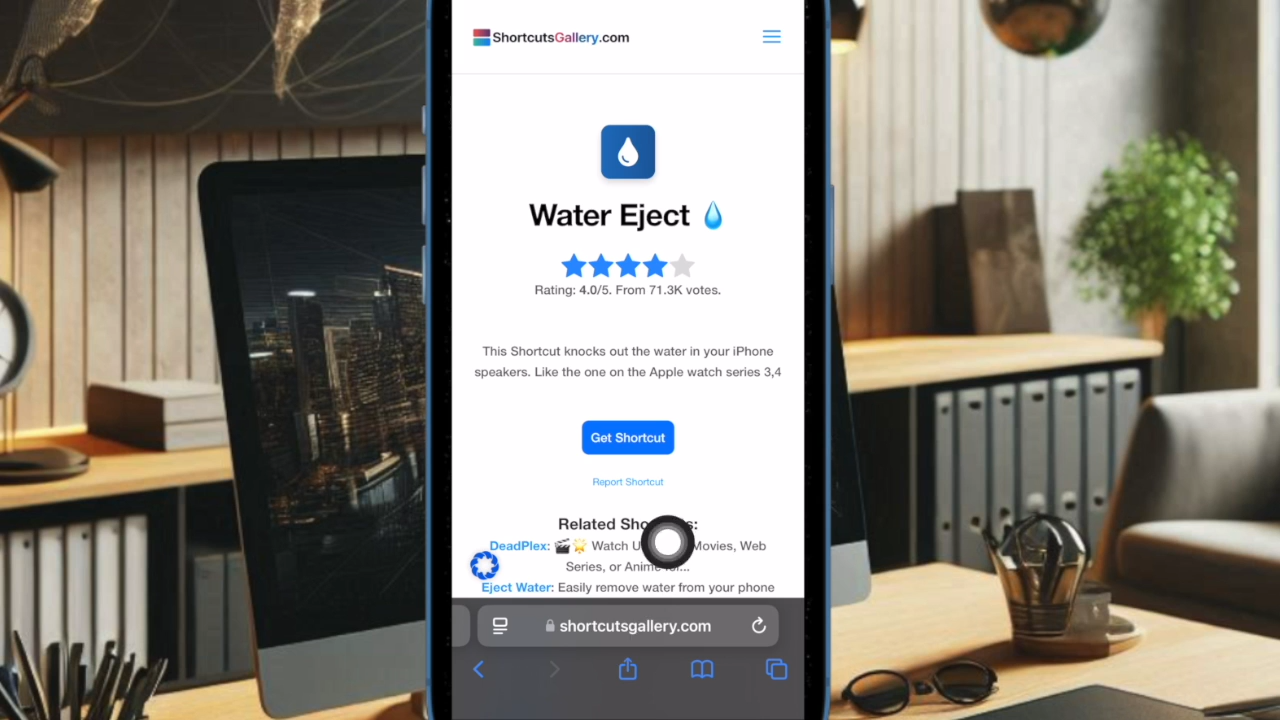 ShortcutsGallery.com
Water Eject 💧
Rating: 4.0/5. From 71.3K votes.
This Shortcut knocks out the water in your iPhone
speakers. Like the one on the Apple watch series 3,4
Get Shortcut
Report Shortcut
Related s:
DeadPlex: 🎬🌟 Watch Movies, Web
Series, or Anime
Eject Water: Easily remove water from your phone
shortcutsgallery.com